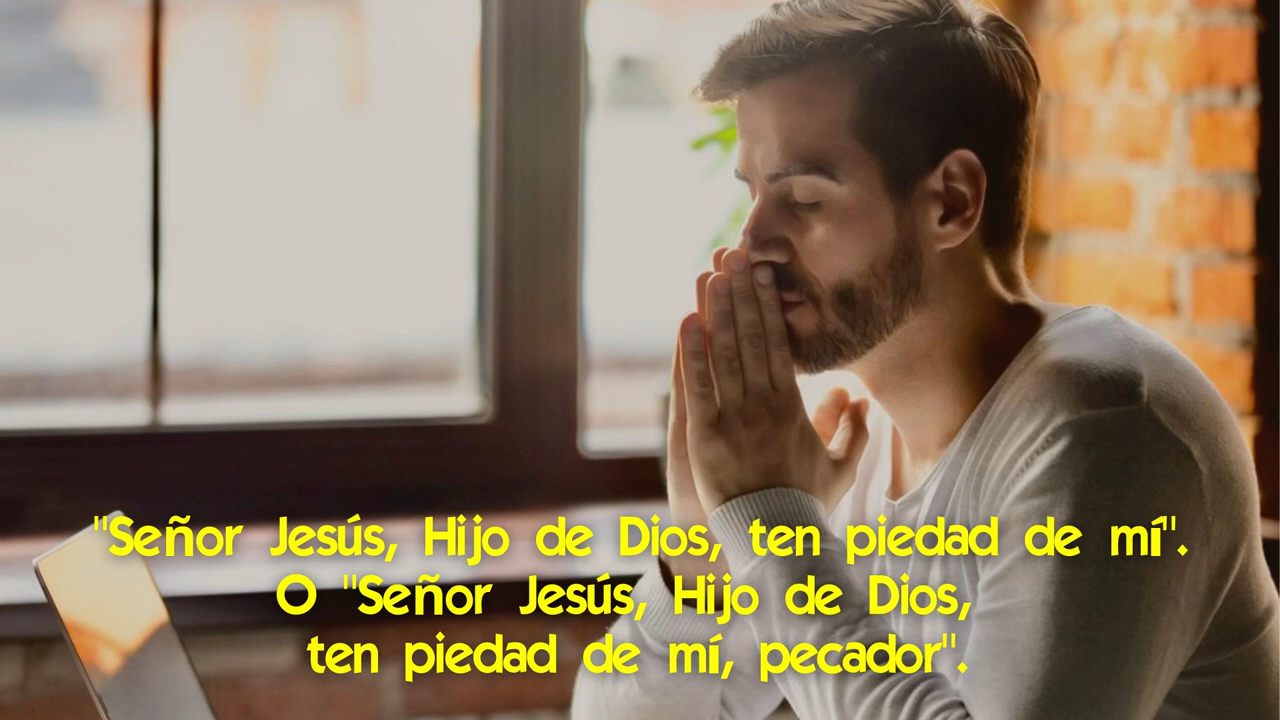 "Señor Jesús, Hijo de Dios, ten piedad de mí".
O "Señor Jesús, Hijo de Dios,
ten piedad de mí, pecador".